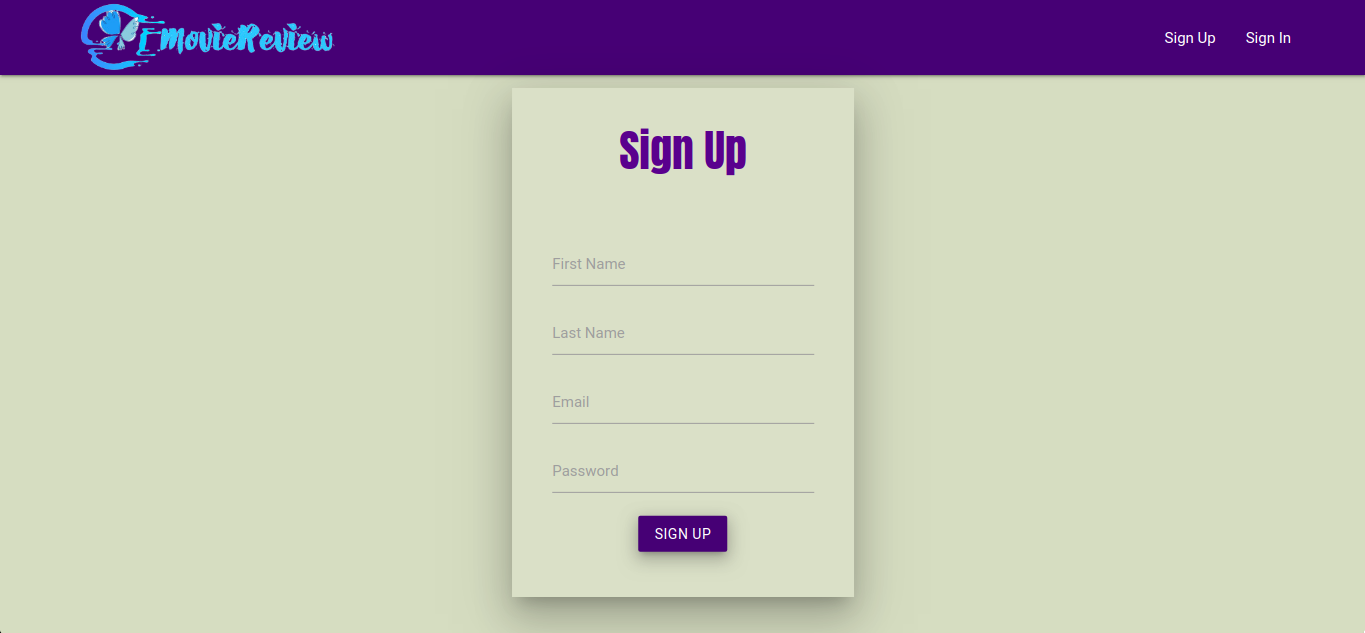 EMovieReview
Sign Up Sign In
Sign Up
First Name
Last Name
Email
Password
SIGN UP